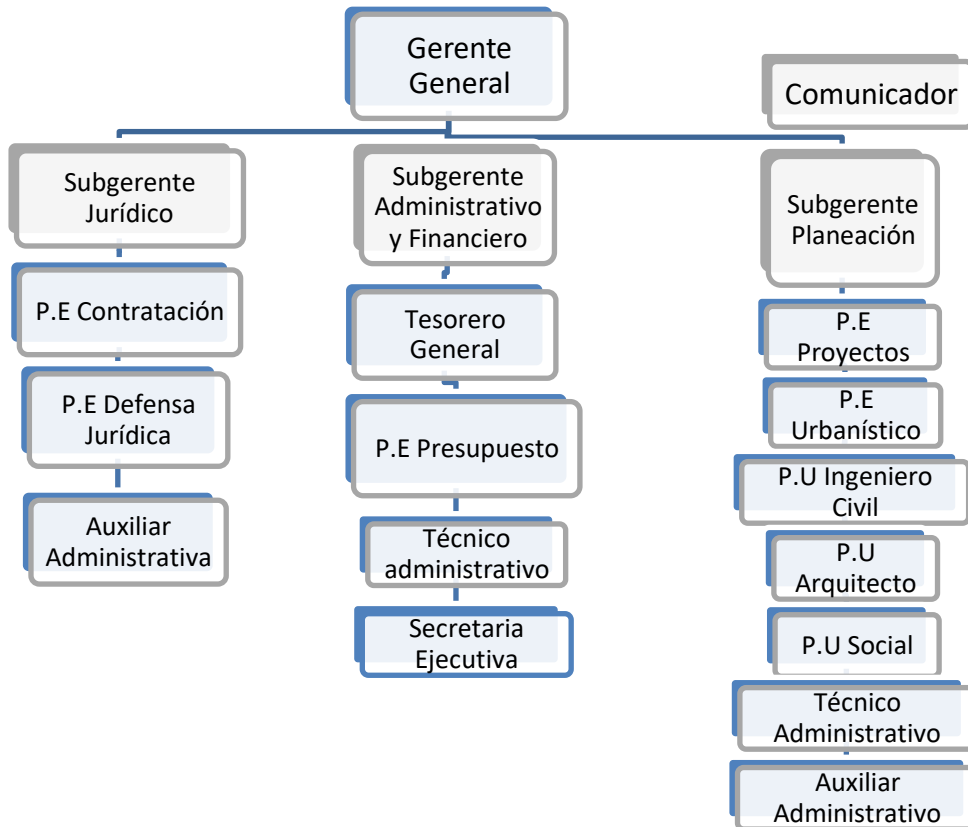 Gerente
General
Comunicador
Subgerente
Jurídico
P.E Contratación
P.E Defensa
Jurídica
Auxiliar
Administrativa
Subgerente
Administrativo
y Financiero
Tesorero
General
P.E Presupuesto
Técnico
administrativo
Secretaria
Ejecutiva
Subgerente
Planeación
P.E
Proyectos
P.E
Urbanístico
P.U Ingeniero
Civil
P.U
Arquitecto
P.U Social
Técnico
Administrativo
Auxiliar
Administrativo